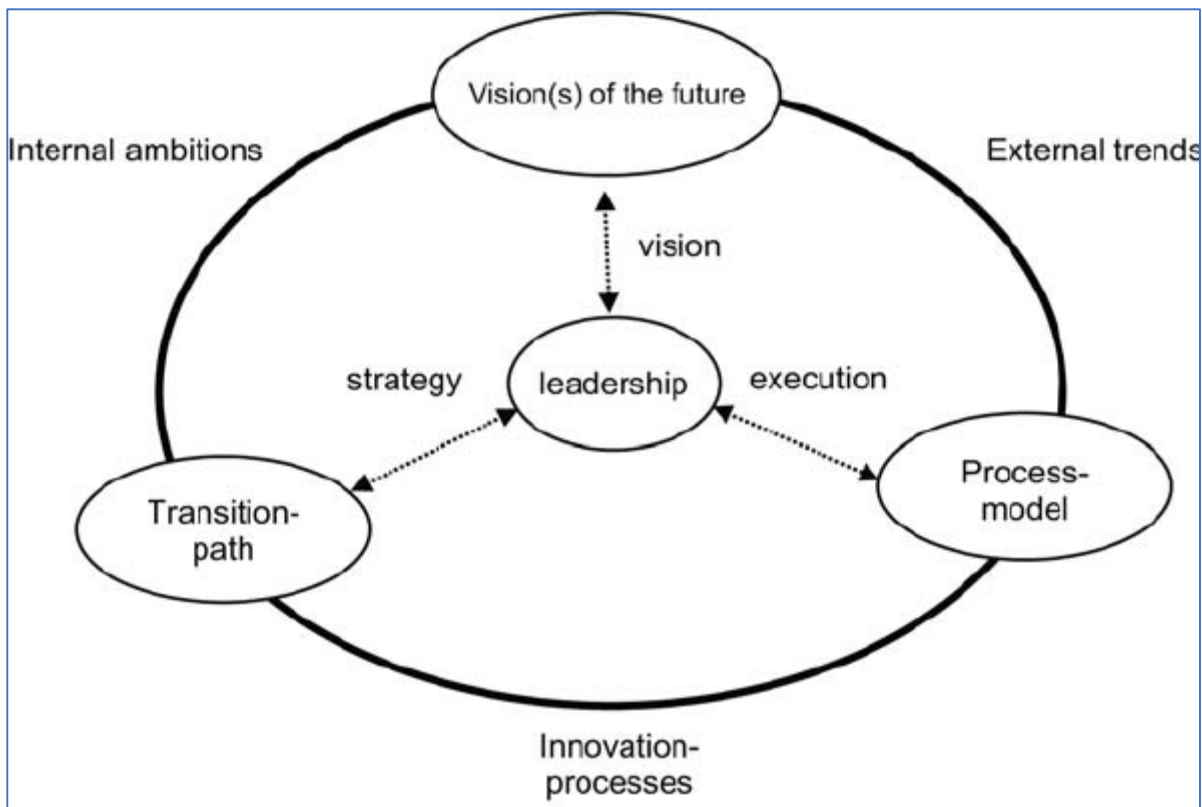 Vision(s) of the future
Internal ambitions
External trends
vision
strategy
leadership
execution
Transition-
path
Process-
model
Innovation-
processes